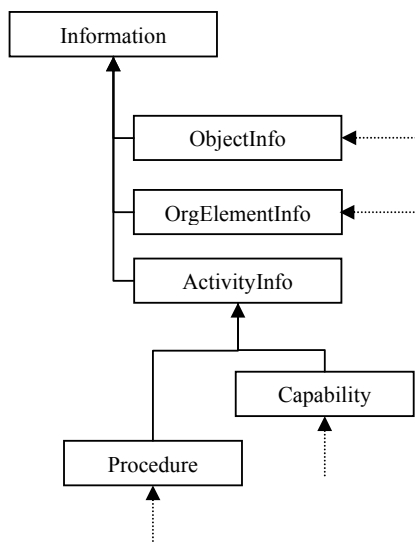 Information
ObjectInfo
OrgElementInfo
ActivityInfo
Capability
Procedure